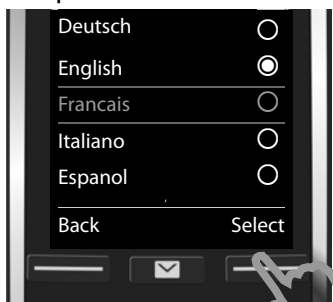 Deutsch
English
Francais
Italiano
Espanol
Back Select